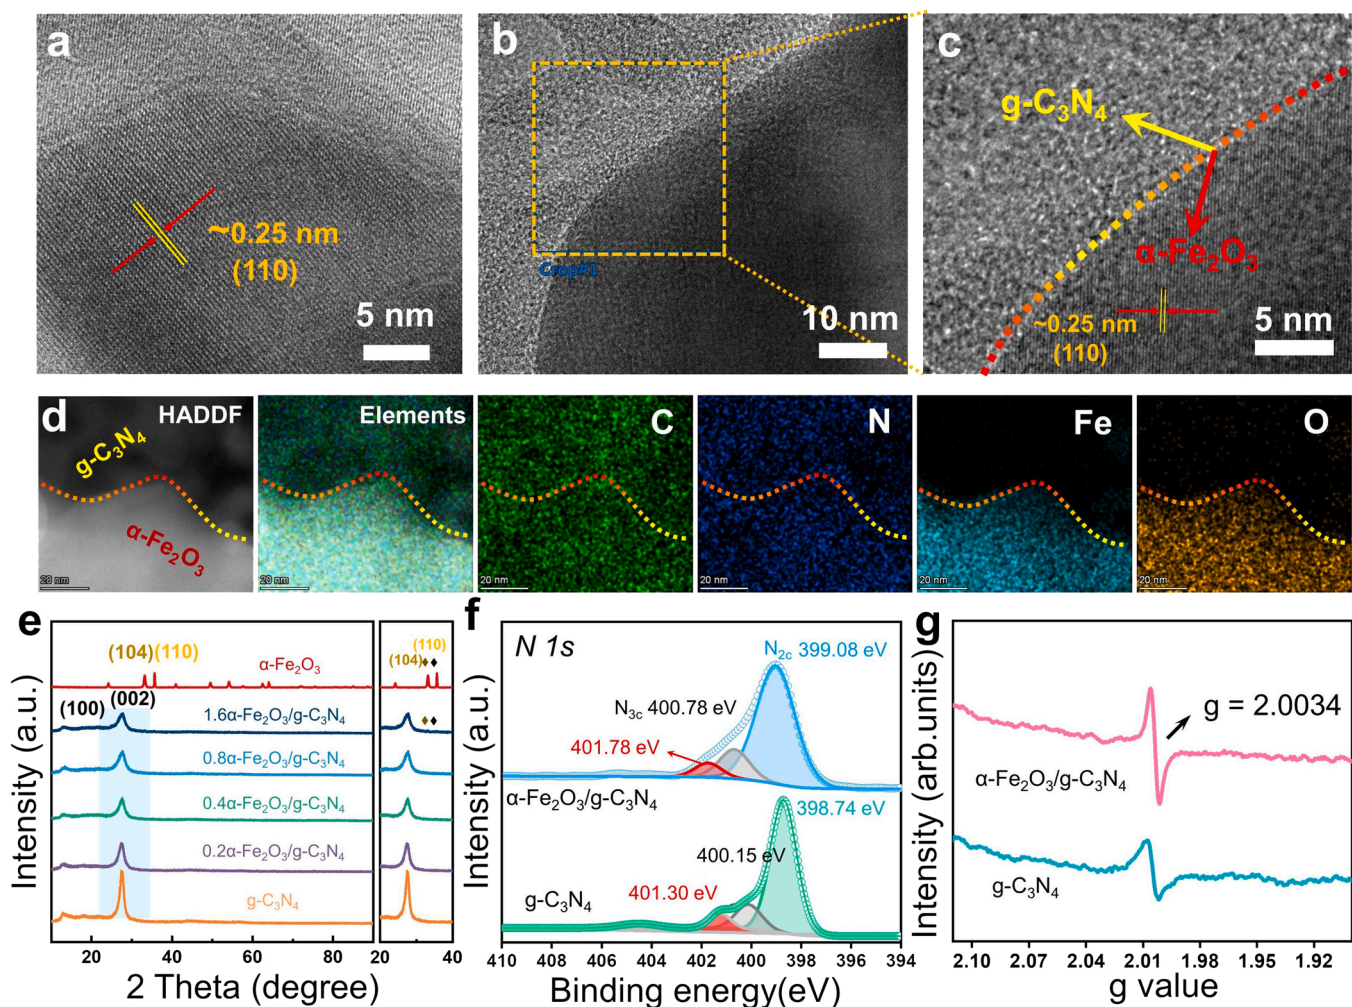 a
~0.25 nm
(110)
5 nm
b
Crop#1
10 nm
c
g-C₃N₄
α-Fe₂O₃
~0.25 nm
(110)
5 nm
d
HADDF
g-C₃N₄
α-Fe₂O₃
20 nm
Elements
20 nm
C
20 nm
N
20 nm
Fe
20 nm
O
20 nm
e
Intensity (a.u.)
(104) (110)
α-Fe₂O₃
(100)
(002)
1.6α-Fe₂O₃/g-C₃N₄
0.8α-Fe₂O₃/g-C₃N₄
0.4α-Fe₂O₃/g-C₃N₄
0.2α-Fe₂O₃/g-C₃N₄
g-C₃N₄
20 40 60 80
(110)
(104)
20 40
2 Theta (degree)
f
Intensity (a.u.)
N 1s
N₂c 399.08 eV
N₃c 400.78 eV
401.78 eV
α-Fe₂O₃/g-C₃N₄
398.74 eV
400.15 eV
401.30 eV
g-C₃N₄
410 408 406 404 402 400 398 396 394
Binding energy(eV)
g
Intensity (arb.units)
g = 2.0034
α-Fe₂O₃/g-C₃N₄
g-C₃N₄
2.10 2.07 2.04 2.01 1.98 1.95 1.92
g value